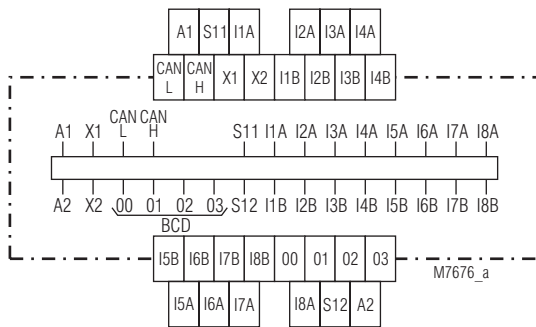 A1 S11 I1A I2A I3A I4A
CAN L CAN H X1 X2 I1B I2B I3B I4B
A1 X1 CAN L CAN H S11 I1A I2A I3A I4A I5A I6A I7A I8A
A2 X2 00 01 02 03 S12 I1B I2B I3B I4B I5B I6B I7B I8B
BCD
I5B I6B I7B I8B 00 01 02 03
M7676_a
I5A I6A I7A I8A S12 A2